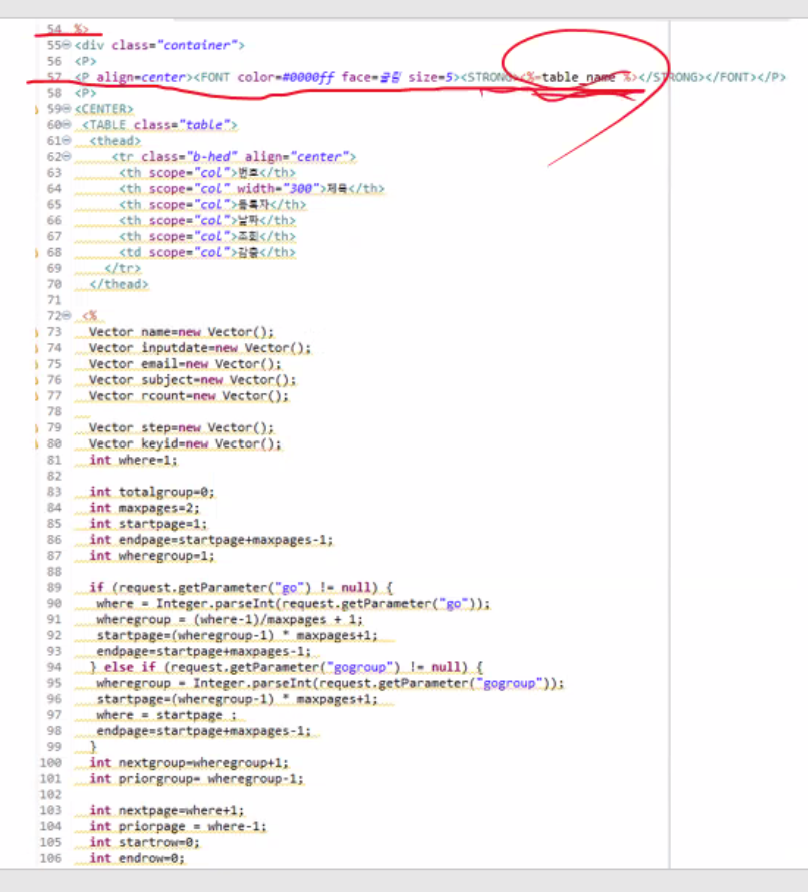 54 %>
55 <div class="container">
56 <P>
57 <P align=center><FONT color=#0000ff face=굴림 size=5><STRONG><%=table_name %></STRONG></FONT></P>
58 <P>
59 <CENTER>
60 <TABLE class="table">
61 <thead>
62 <tr class="b-hed" align="center">
63 <th scope="col">번호</th>
64 <th scope="col" width="300">제목</th>
65 <th scope="col">등록자</th>
66 <th scope="col">날짜</th>
67 <th scope="col">조회</th>
68 <td scope="col">감출</th>
69 </tr>
70 </thead>
71
72 <%
73 Vector name=new Vector();
74 Vector inputdate=new Vector();
75 Vector email=new Vector();
76 Vector subject=new Vector();
77 Vector rcount=new Vector();
78
79 Vector step=new Vector();
80 Vector keyid=new Vector();
81 int where=1;
82
83 int totalgroup=0;
84 int maxpages=2;
85 int startpage=1;
86 int endpage=startpage+maxpages-1;
87 int wheregroup=1;
88
89 if (request.getParameter("go") != null) {
90 where = Integer.parseInt(request.getParameter("go"));
91 wheregroup = (where-1)/maxpages + 1;
92 startpage=(wheregroup-1) * maxpages+1;
93 endpage=startpage+maxpages-1;
94 } else if (request.getParameter("gogroup") != null) {
95 wheregroup = Integer.parseInt(request.getParameter("gogroup"));
96 startpage=(wheregroup-1) * maxpages+1;
97 where = startpage ;
98 endpage=startpage+maxpages-1;
99 }
100 int nextgroup=wheregroup+1;
101 int priorgroup= wheregroup-1;
102
103 int nextpage=where+1;
104 int priorpage = where-1;
105 int startrow=0;
106 int endrow=0;